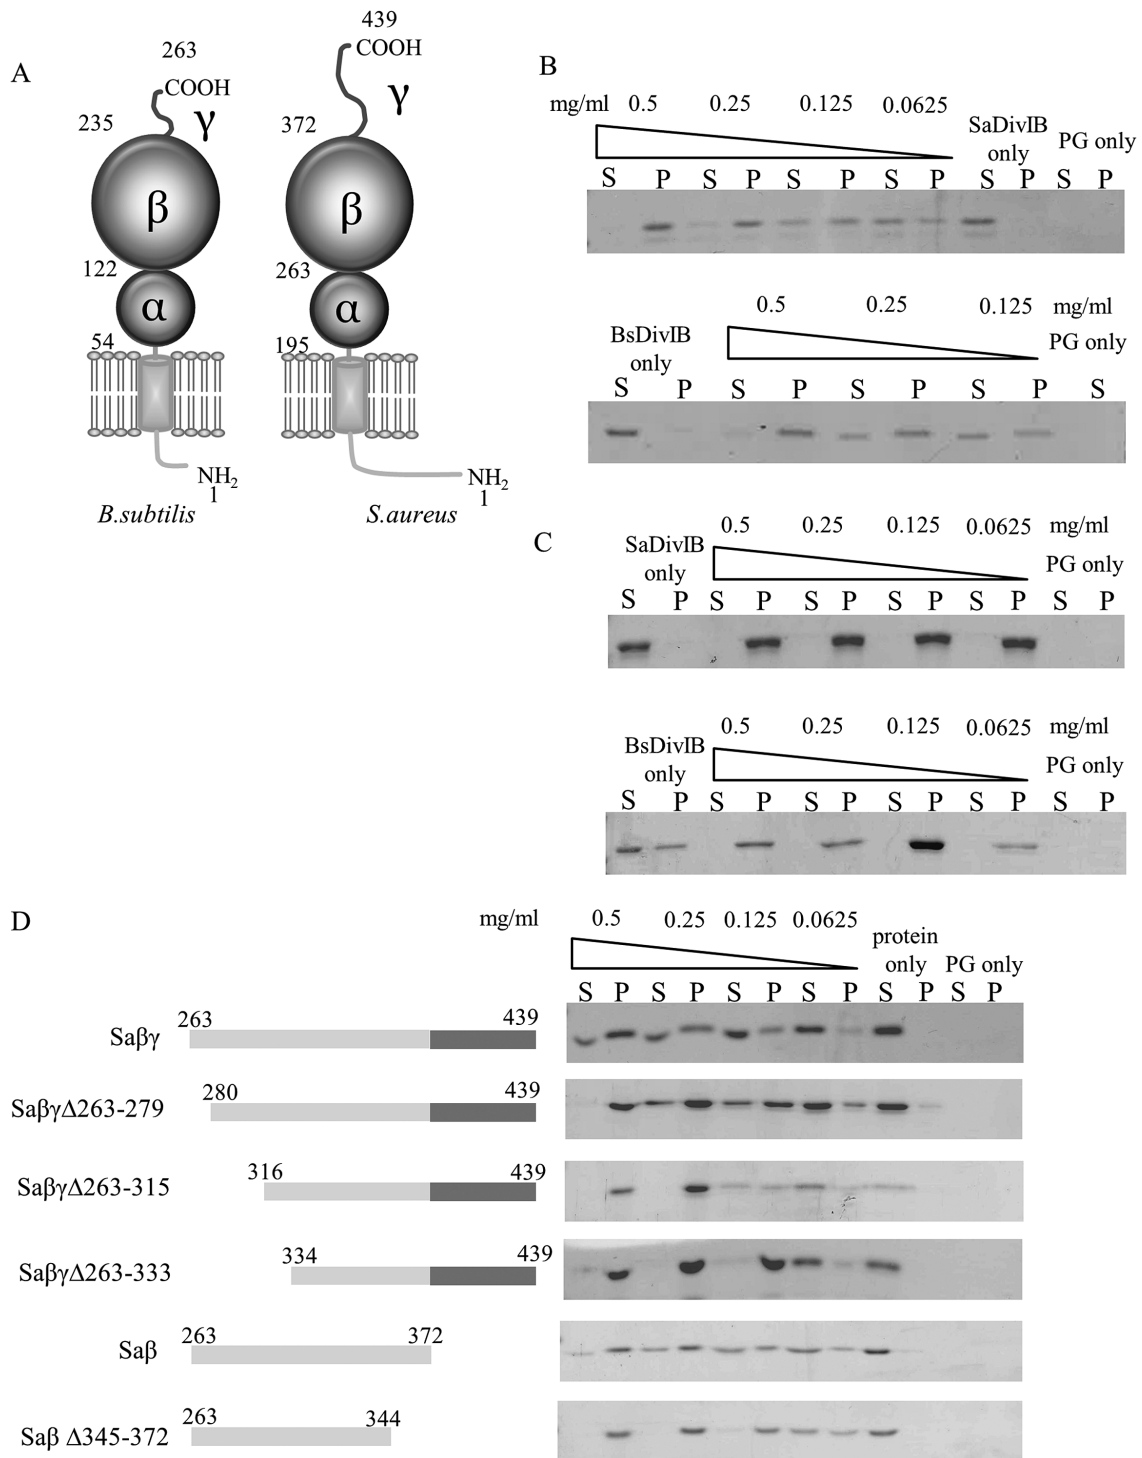 A
263
COOH
γ
235
β
122
α
54
NH2
1
B.subtilis
439
COOH
γ
372
β
263
α
195
NH2
1
S.aureus
B
mg/ml 0.5 0.25 0.125 0.0625
SaDivIB only PG only
S P S P S P S P S P S P
0.5 0.25 0.125 mg/ml
BsDivIB only PG only
S P S P S P S P S
C
0.5 0.25 0.125 0.0625 mg/ml
SaDivIB only PG only
S P S P S P S P S P S P
0.5 0.25 0.125 0.0625 mg/ml
BsDivIB only PG only
S P S P S P S P S P S P
D
mg/ml 0.5 0.25 0.125 0.0625
protein only PG only
S P S P S P S P S P S P
Saβγ 263 439
SaβγΔ263-279 280 439
SaβγΔ263-315 316 439
SaβγΔ263-333 334 439
Saβ 263 372
Saβ Δ345-372 263 344